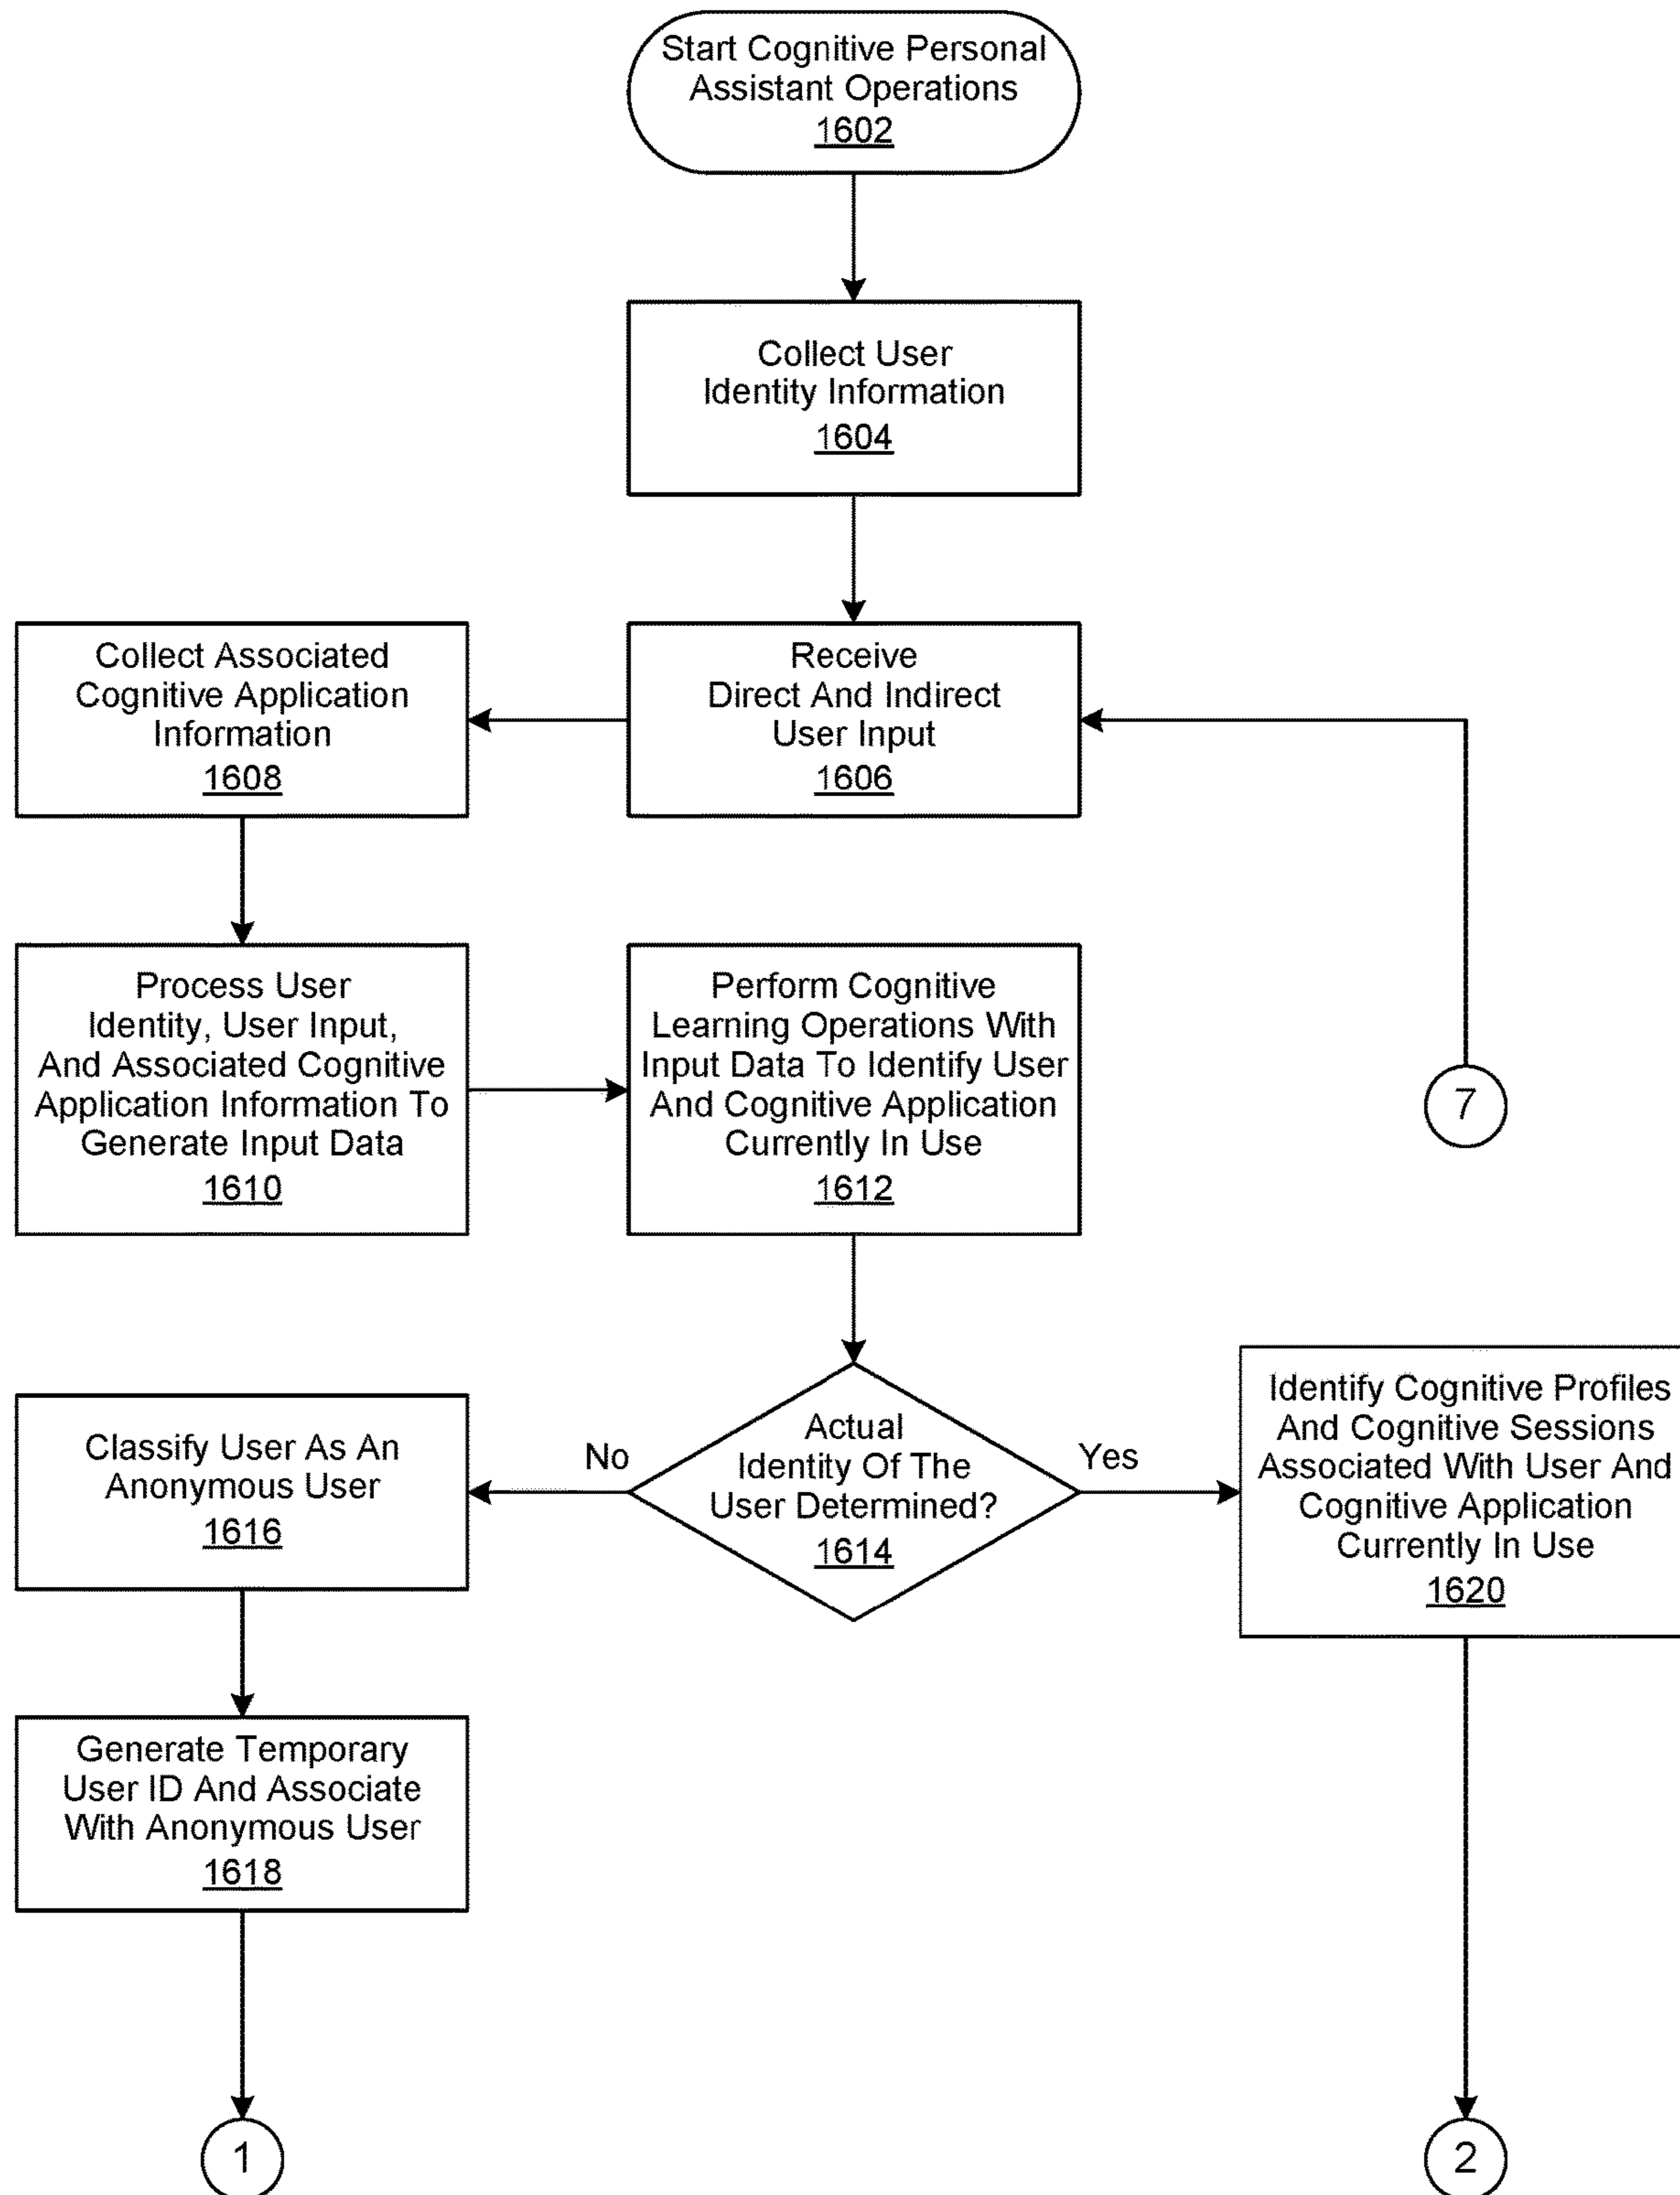 Start Cognitive Personal
Assistant Operations
1602
Collect User
Identity Information
1604
Collect Associated
Cognitive Application
Information
1608
Receive
Direct And Indirect
User Input
1606
Process User
Identity, User Input,
And Associated Cognitive
Application Information To
Generate Input Data
1610
Perform Cognitive
Learning Operations With
Input Data To Identify User
And Cognitive Application
Currently In Use
1612
7
Classify User As An
Anonymous User
1616
No
Actual
Identity Of The
User Determined?
1614
Yes
Identify Cognitive Profiles
And Cognitive Sessions
Associated With User And
Cognitive Application
Currently In Use
1620
Generate Temporary
User ID And Associate
With Anonymous User
1618
1
2